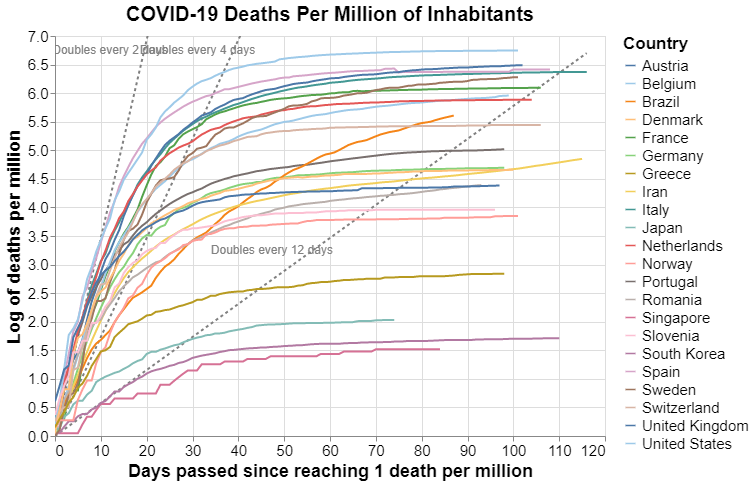 COVID-19 Deaths Per Million of Inhabitants
Doubles every 2 days
Doubles every 4 days
Doubles every 12 days
Log of deaths per million
7.0
6.5
6.0
5.5
5.0
4.5
4.0
3.5
3.0
2.5
2.0
1.5
1.0
0.5
0.0
0 10 20 30 40 50 60 70 80 90 100 110 120
Days passed since reaching 1 death per million
Country
Austria
Belgium
Brazil
Denmark
France
Germany
Greece
Iran
Italy
Japan
Netherlands
Norway
Portugal
Romania
Singapore
Slovenia
South Korea
Spain
Sweden
Switzerland
United Kingdom
United States